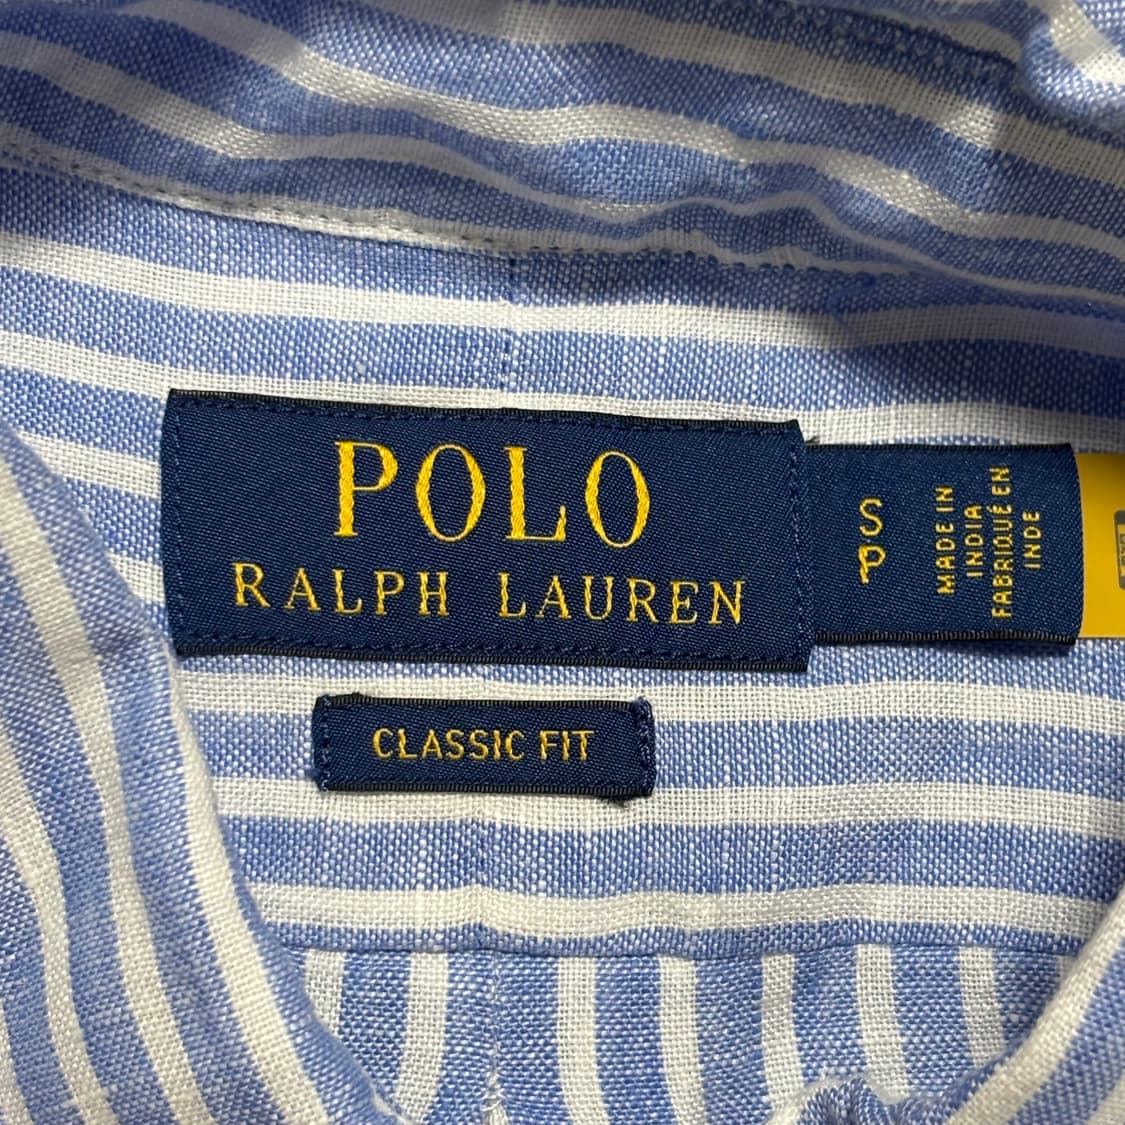 POLO
RALPH LAUREN
S
P
MADE IN
INDIA
FABRIQUÉ EN
INDE
CLASSIC FIT